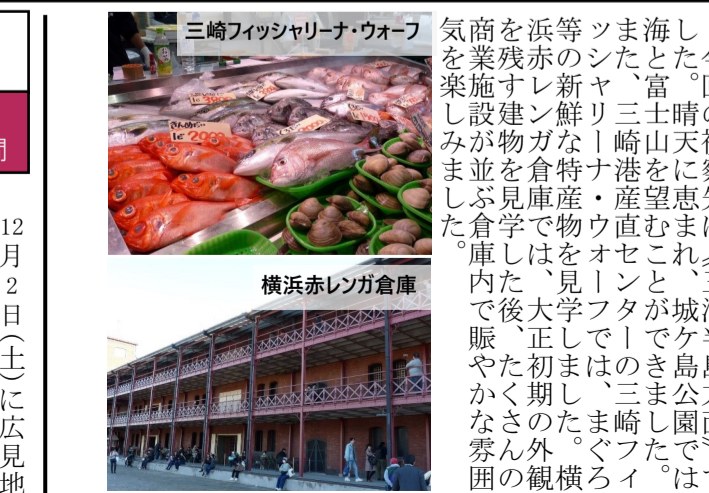 した。晴天に恵まれ、城ケ島公園では
海と富士山を望むことができました。
また、三崎港産直センターの三崎フィ
ッシャリーナ・ウォーフでは、まぐろ
等の新鮮な特産物を見学しました。横
浜赤レンガ倉庫では、大正初期の外観
を残す建物を見学した後、たくさんの
商業施設が並ぶ倉庫内で賑やかな雰囲
気を楽しみました。
三崎フィッシャリーナ・ウォーフ
きんめだい
2000
横浜赤レンガ倉庫
12月2日(土)に広見地